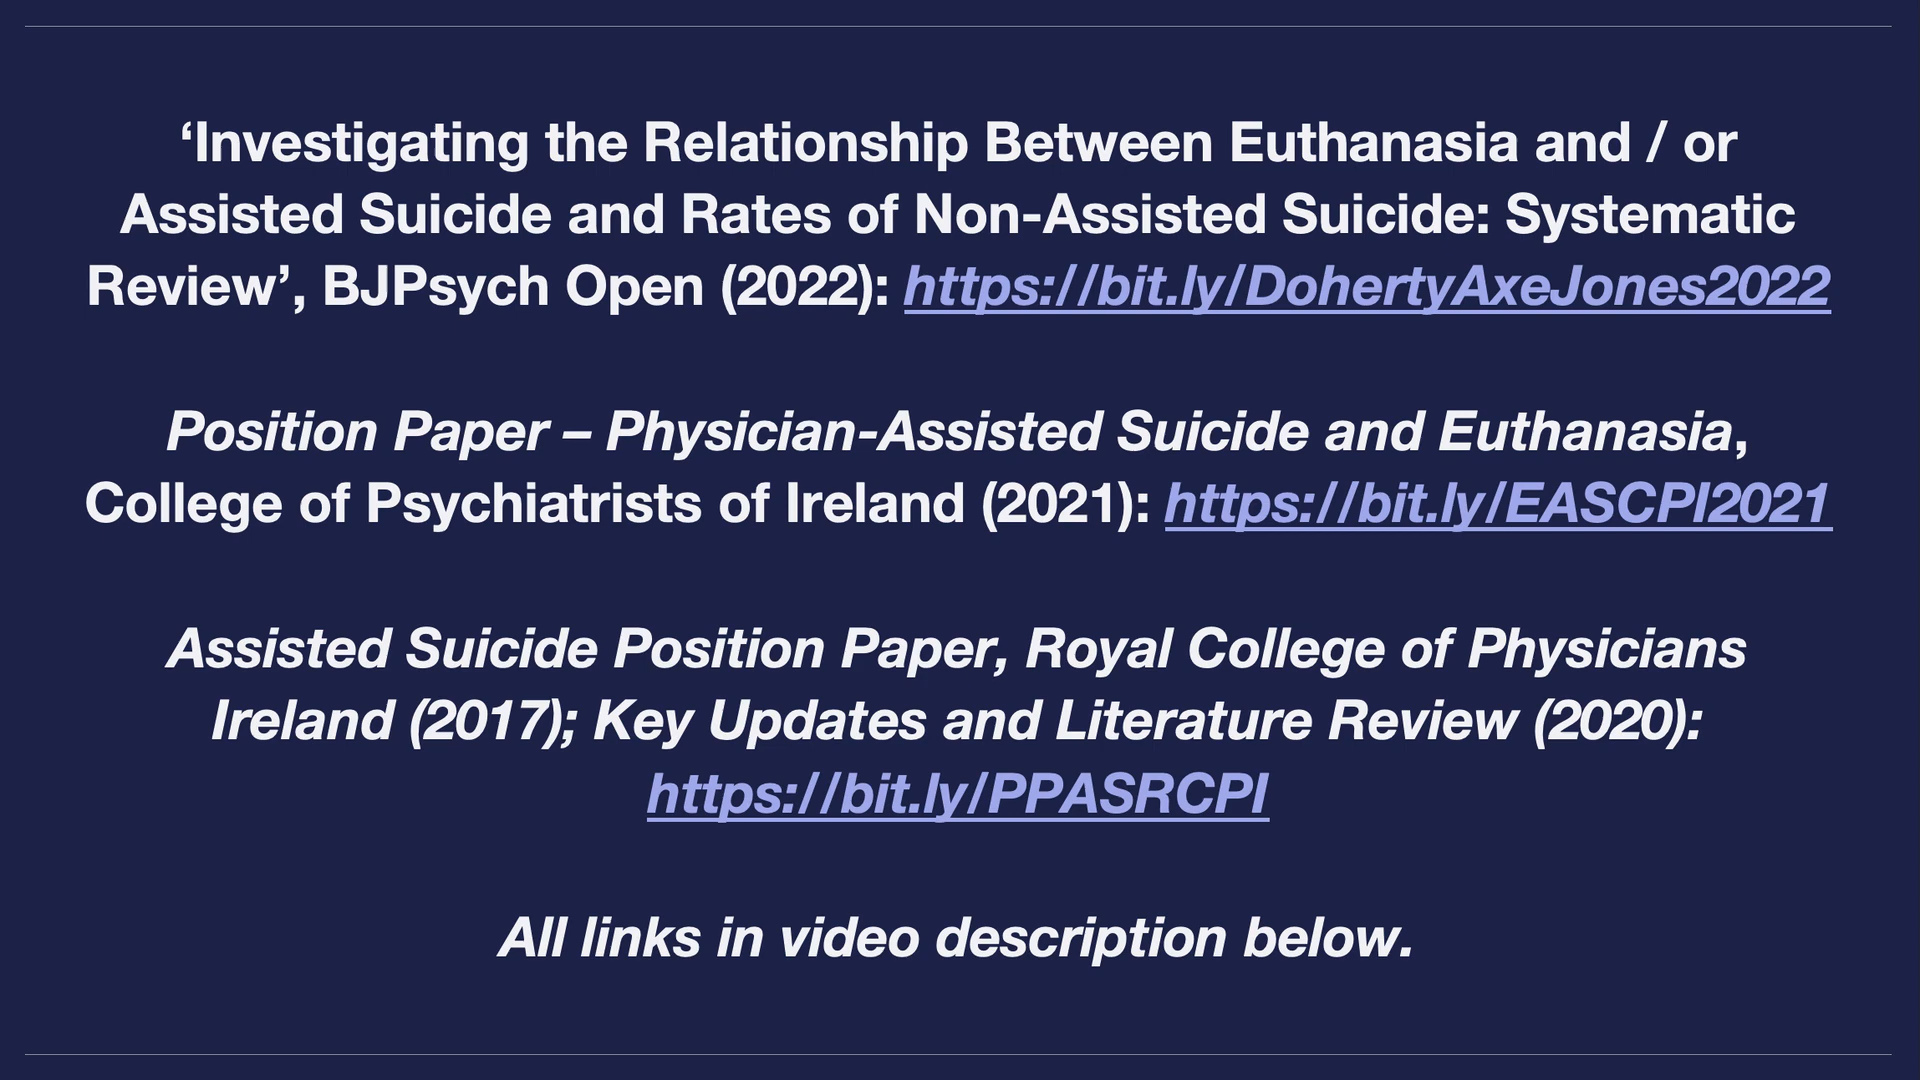 ‘Investigating the Relationship Between Euthanasia and / or
Assisted Suicide and Rates of Non-Assisted Suicide: Systematic
Review’, BJPsych Open (2022): https://bit.ly/DohertyAxeJones2022
Position Paper – Physician-Assisted Suicide and Euthanasia,
College of Psychiatrists of Ireland (2021): https://bit.ly/EASCPI2021
Assisted Suicide Position Paper, Royal College of Physicians
Ireland (2017); Key Updates and Literature Review (2020):
https://bit.ly/PPASRCPI
All links in video description below.